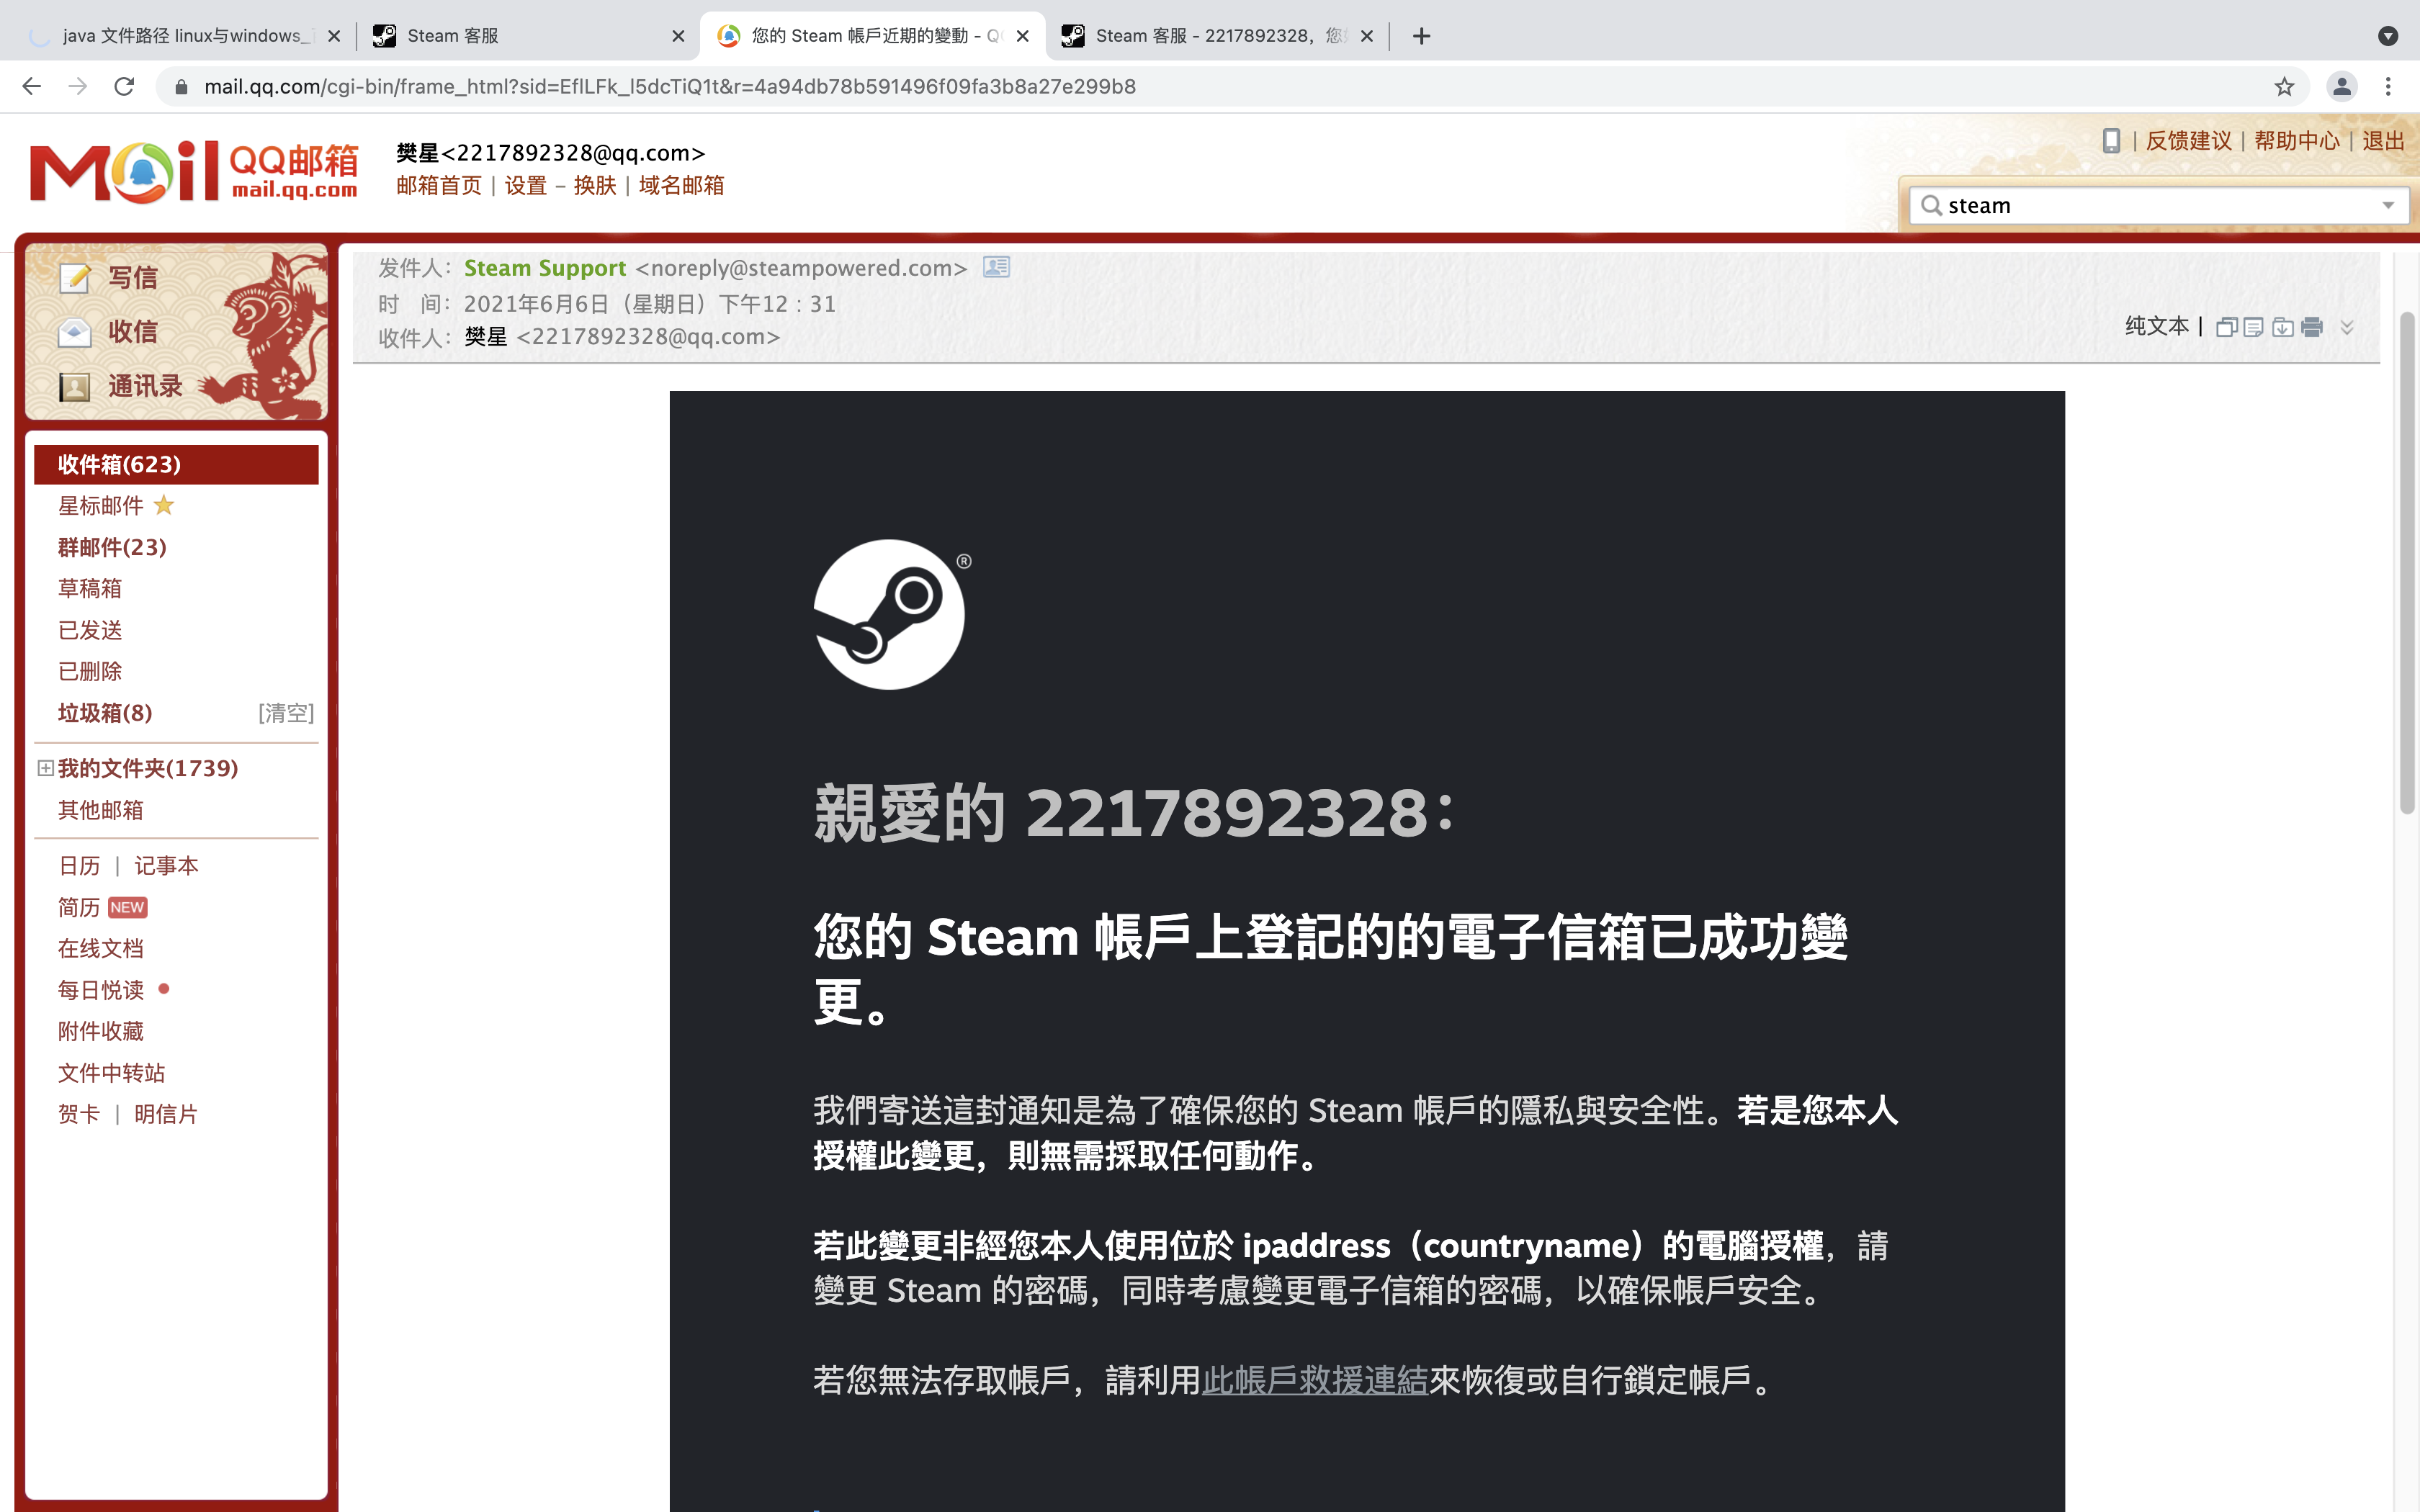 java 文件路径 linux与windows_
Steam 客服
您的 Steam 帳戶近期的變動 - Q
Steam 客服 - 2217892328，您
mail.qq.com/cgi-bin/frame_html?sid=EflLFk_l5dcTiQ1t&r=4a94db78b591496f09fa3b8a27e299b8
Mail QQ邮箱
mail.qq.com
樊星<2217892328@qq.com>
邮箱首页 | 设置 – 换肤 | 域名邮箱
| 反馈建议 | 帮助中心 | 退出
steam
写信
收信
通讯录
收件箱(623)
星标邮件
群邮件(23)
草稿箱
已发送
已删除
垃圾箱(8) [清空]
我的文件夹(1739)
其他邮箱
日历 | 记事本
简历 NEW
在线文档
每日悦读
附件收藏
文件中转站
贺卡 | 明信片
发件人：Steam Support <noreply@steampowered.com>
时 间：2021年6月6日（星期日）下午12：31
收件人：樊星 <2217892328@qq.com>
纯文本 |
®
親愛的 2217892328：
您的 Steam 帳戶上登記的的電子信箱已成功變
更。
我們寄送這封通知是為了確保您的 Steam 帳戶的隱私與安全性。若是您本人
授權此變更，則無需採取任何動作。
若此變更非經您本人使用位於 ipaddress（countryname）的電腦授權，請
變更 Steam 的密碼，同時考慮變更電子信箱的密碼，以確保帳戶安全。
若您無法存取帳戶，請利用此帳戶救援連結來恢復或自行鎖定帳戶。